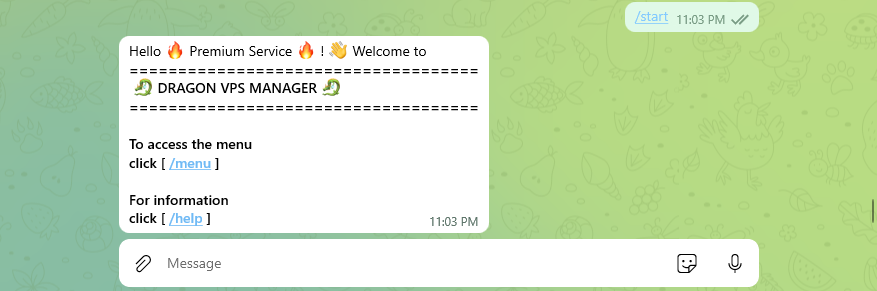 /start 11:03 PM
Hello 🔥 Premium Service 🔥 ! 👋 Welcome to
====================================
🐉 DRAGON VPS MANAGER 🐉
====================================
To access the menu
click [ /menu ]
For information
click [ /help ]
11:03 PM
Message